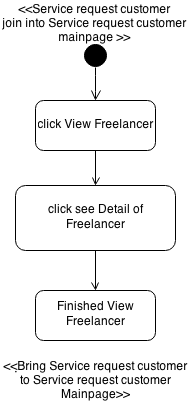 <<Service request customer
join into Service request customer
mainpage >>
click View Freelancer
click see Detail of
Freelancer
Finished View
Freelancer
<<Bring Service request customer
to Service request customer
Mainpage>>